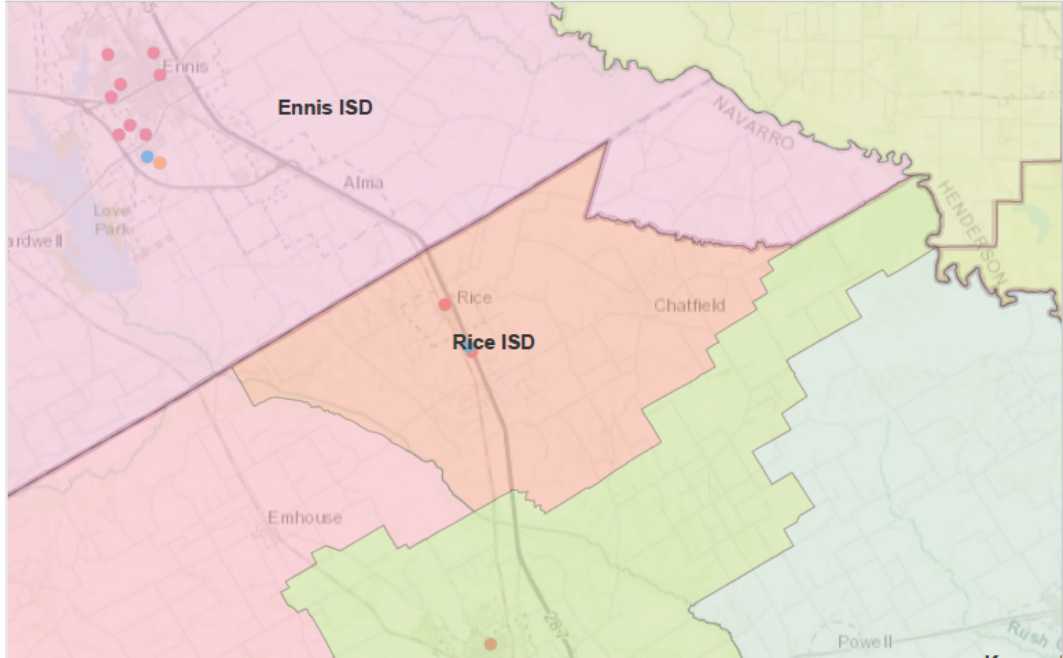 Ennis
Ennis ISD
NAVARRO
Alma
HENDERSON
Love
Park
ardwell
Rice
Chatfield
Rice ISD
Emhouse
287
Powell
Rush